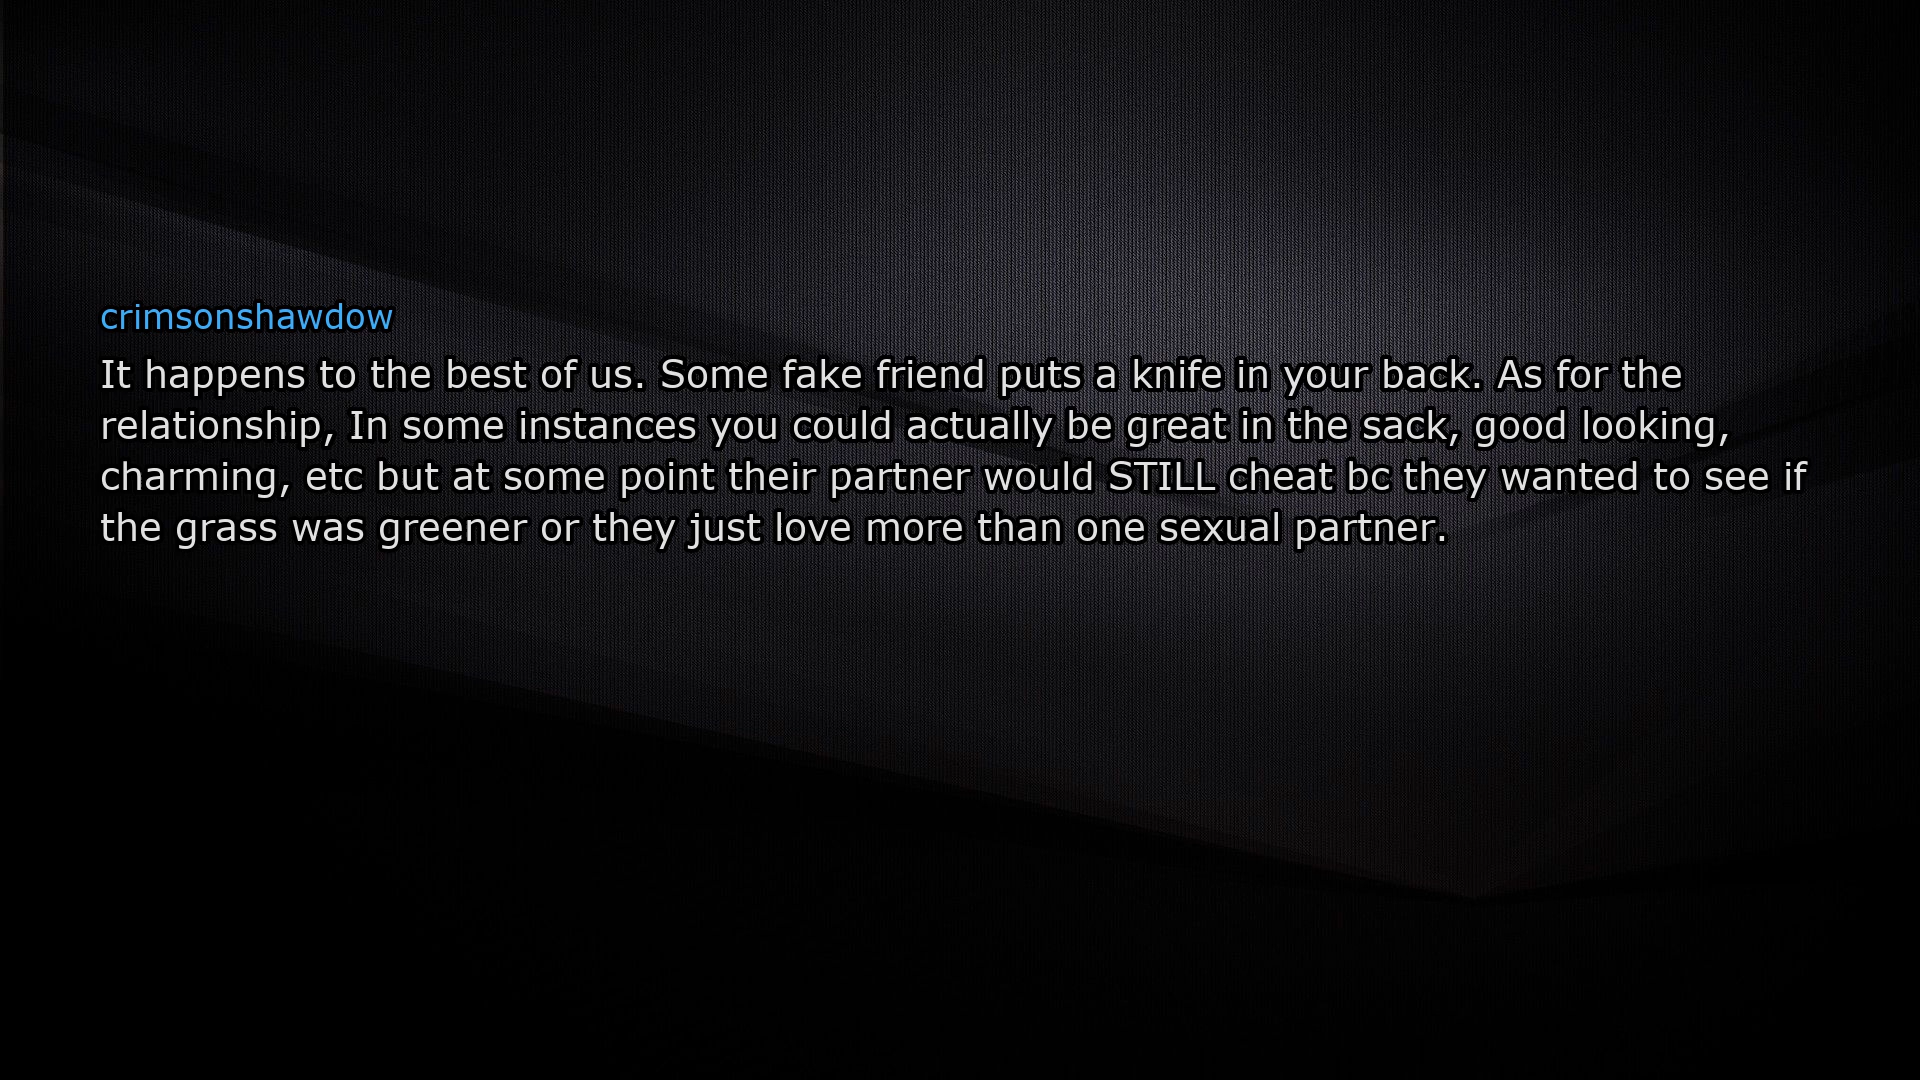 crimsonshawdow
It happens to the best of us. Some fake friend puts a knife in your back. As for the
relationship, In some instances you could actually be great in the sack, good looking,
charming, etc but at some point their partner would STILL cheat bc they wanted to see if
the grass was greener or they just love more than one sexual partner.